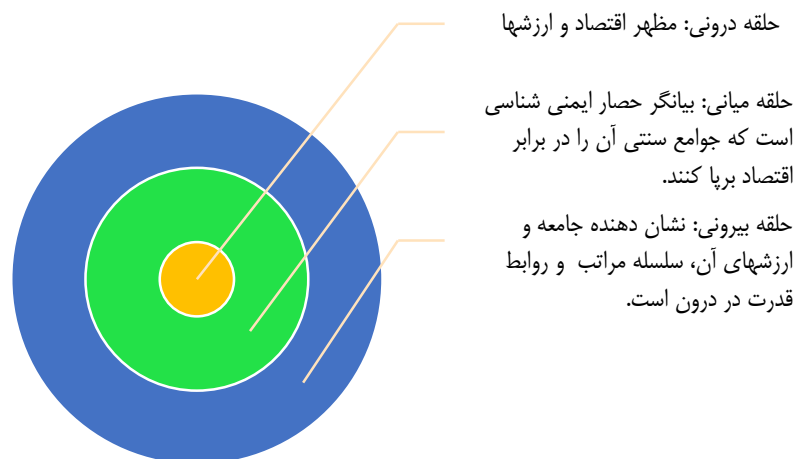 حلقه درونی: مظهر اقتصاد و ارزشها
حلقه میانی: بیانگر حصار ایمنی شناسی
است که جوامع سنتی آن را در برابر
اقتصاد برپا کنند.
حلقه بیرونی: نشان دهنده جامعه و
ارزشهای آن، سلسله مراتب و روابط
قدرت در درون است.